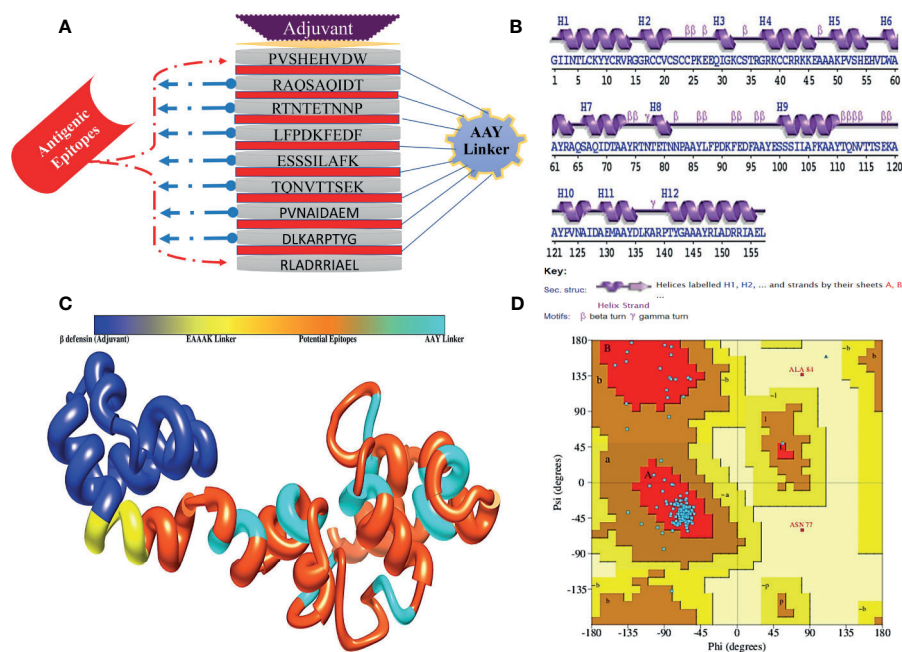 A
Adjuvant
PVSHEHVDW
RAQSAQIDT
RTNTETNNP
LFPDKFEDF
ESSSILAFK
TQNVTTSEK
PVNAIDAEM
DLKARPTYG
RLADRRIAEL
Antigenic
Epitopes
AAY
Linker
B
H1 H2 ββ β H3 β H4 β H5 H6
GIINTLCKYYCRVRGGRCCVCSCCPKEEQIGKCSTRGRKCCRRKKEAAAKPVSHEHVDWA
1 5 10 15 20 25 30 35 40 45 50 55 60
H7 ββ γ H8 β ββ β ββ H9 ββββ ββ
AYRAQSAQIDTAAYRTNTETNNPAAYLFPDKFEDFAAYESSSILAFKAAYTQNVTTSEKA
61 65 70 75 80 85 90 95 100 105 110 115 120
H10 H11 γ H12
AYPVNAIDAEMAAYDLKARPTYGAAAYRLADRRIAEL
121 125 130 135 140 145 150 155
Key:
Sec. struc: Helices labelled H1, H2, ... and strands by their sheets A, B
...
Helix Strand
Motifs: β beta turn γ gamma turn
C
β defensin (Adjuvant) EAAAK Linker Potential Epitopes AAY Linker
D
180
135
90
45
0
-45
-90
-135
Psi (degrees)
B
b
~b
b
~b
ALA 84
~l
l
L
a
A
~a
ASN 77
b
~b
b
~p
p
~b
b
-180 -135 -90 -45 0 45 90 135 180
Phi (degrees)